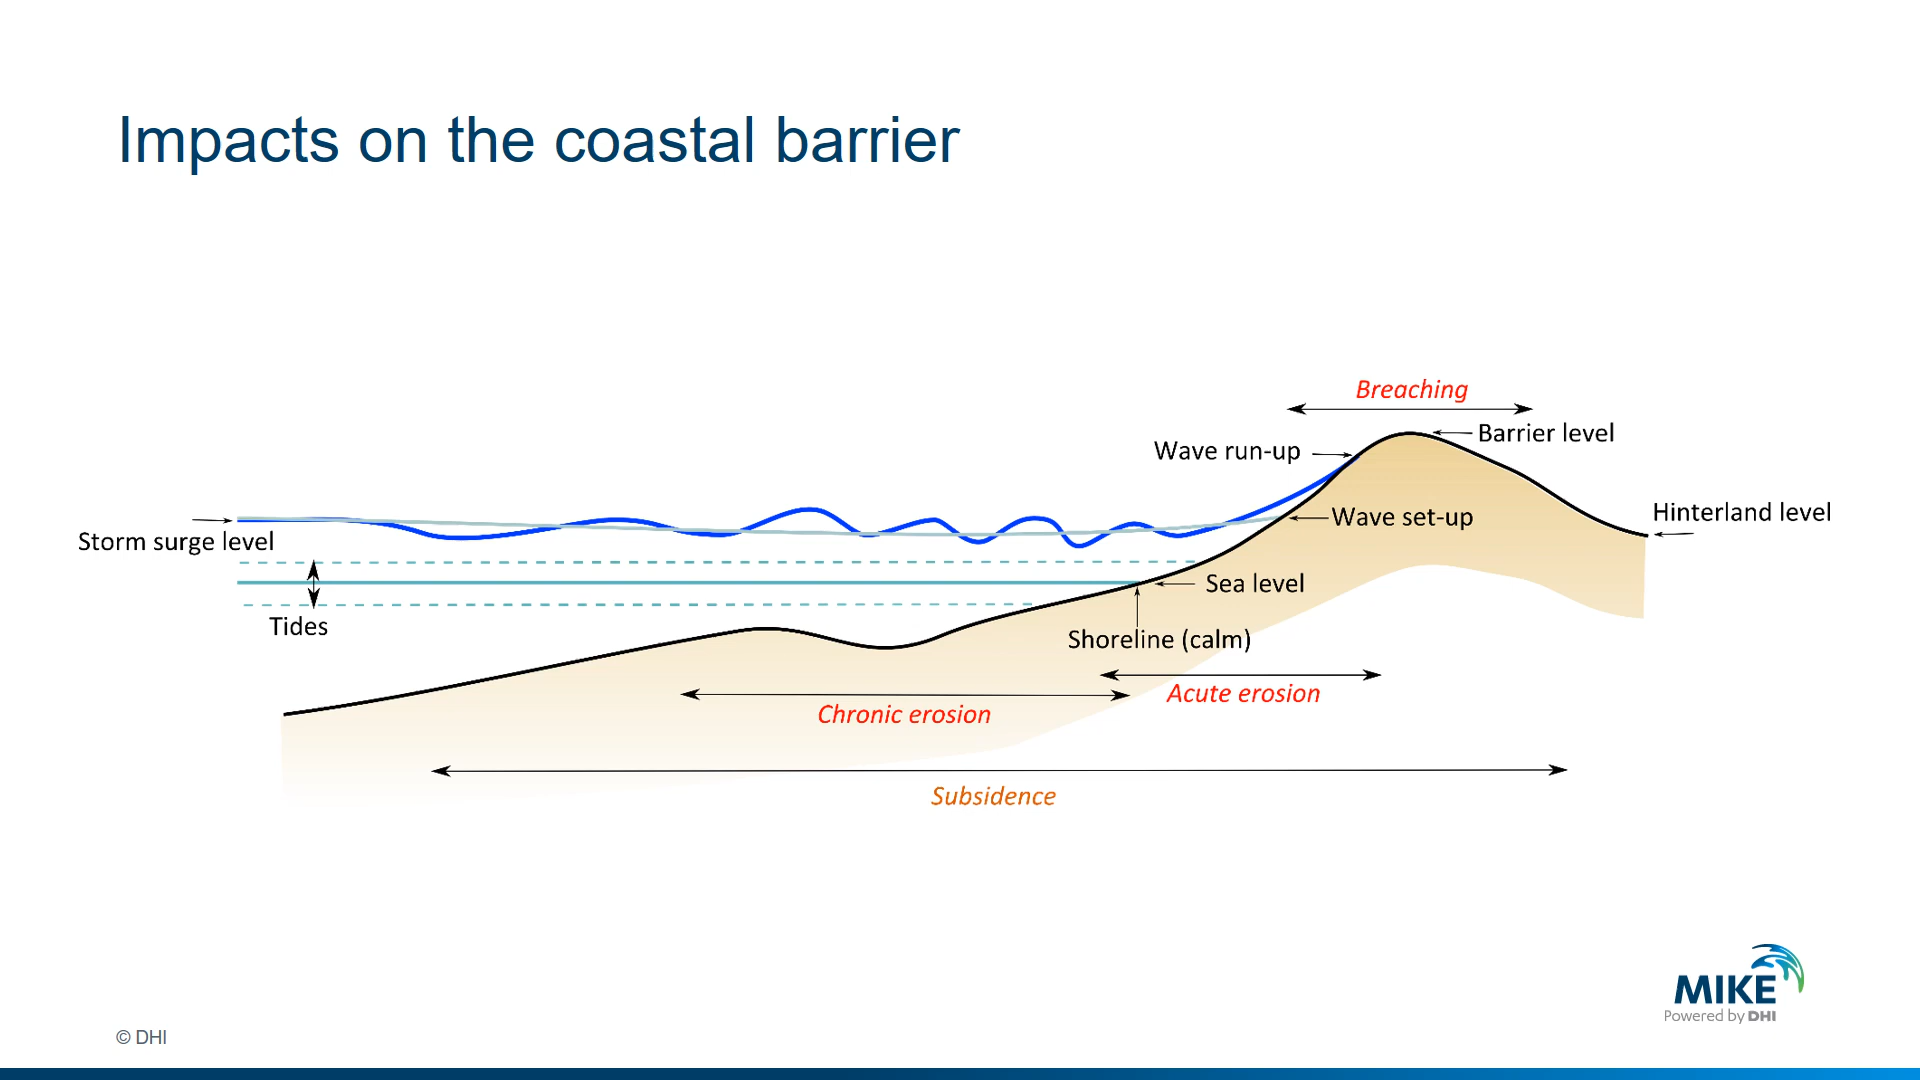 Impacts on the coastal barrier
Breaching
Barrier level
Wave run-up
Hinterland level
Wave set-up
Storm surge level
Sea level
Tides
Shoreline (calm)
Acute erosion
Chronic erosion
Subsidence
MIKE
Powered by DHI
© DHI